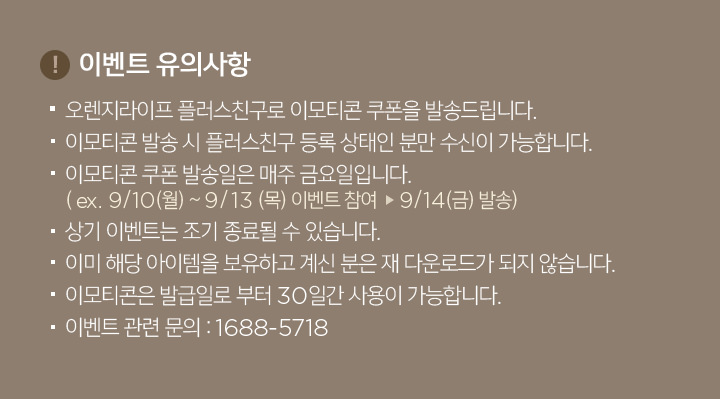 ! 이벤트 유의사항
▪ 오렌지라이프 플러스친구로 이모티콘 쿠폰을 발송드립니다.
▪ 이모티콘 발송 시 플러스친구 등록 상태인 분만 수신이 가능합니다.
▪ 이모티콘 쿠폰 발송일은 매주 금요일입니다.
( ex. 9/10(월) ~ 9/13 (목) 이벤트 참여 ▶ 9/14(금) 발송)
▪ 상기 이벤트는 조기 종료될 수 있습니다.
▪ 이미 해당 아이템을 보유하고 계신 분은 재 다운로드가 되지 않습니다.
▪ 이모티콘은 발급일로 부터 30일간 사용이 가능합니다.
▪ 이벤트 관련 문의 : 1688-5718